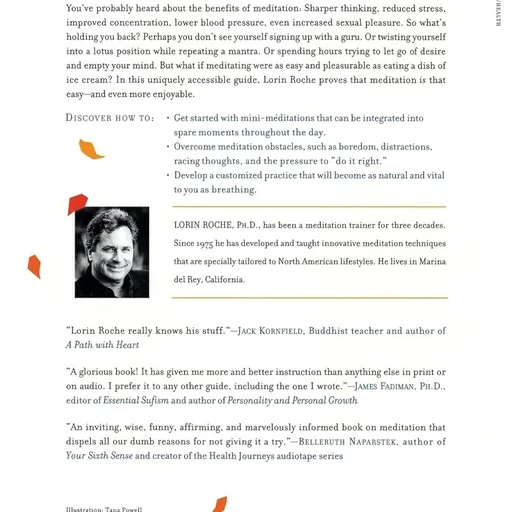 You've probably heard about the benefits of meditation: Sharper thinking, reduced stress,
improved concentration, lower blood pressure, even increased sexual pleasure. So what's
holding you back? Perhaps you don't see yourself signing up with a guru. Or twisting yourself
into a lotus position while repeating a mantra. Or spending hours trying to let go of desire
and empty your mind. But what if meditating were as easy and pleasurable as eating a dish of
ice cream? In this uniquely accessible guide, Lorin Roche proves that meditation is that
easy—and even more enjoyable.
DISCOVER HOW TO:
• Get started with mini-meditations that can be integrated into
spare moments throughout the day.
• Overcome meditation obstacles, such as boredom, distractions,
racing thoughts, and the pressure to "do it right."
• Develop a customized practice that will become as natural and vital
to you as breathing.
LORIN ROCHE, PH.D., has been a meditation trainer for three decades.
Since 1975 he has developed and taught innovative meditation techniques
that are specially tailored to North American lifestyles. He lives in Marina
del Rey, California.
"Lorin Roche really knows his stuff."—JACK KORNFIELD, Buddhist teacher and author of
A Path with Heart
"A glorious book! It has given me more and better instruction than anything else in print or
on audio. I prefer it to any other guide, including the one I wrote."—JAMES FADIMAN, PH.D.,
editor of Essential Sufism and author of Personality and Personal Growth
"An inviting, wise, funny, affirming, and marvelously informed book on meditation that
dispels all our dumb reasons for not giving it a try."—BELLERUTH NAPARSTEK, author of
Your Sixth Sense and creator of the Health Journeys audiotape series
Illustration: Tana Powell
/HEALTH